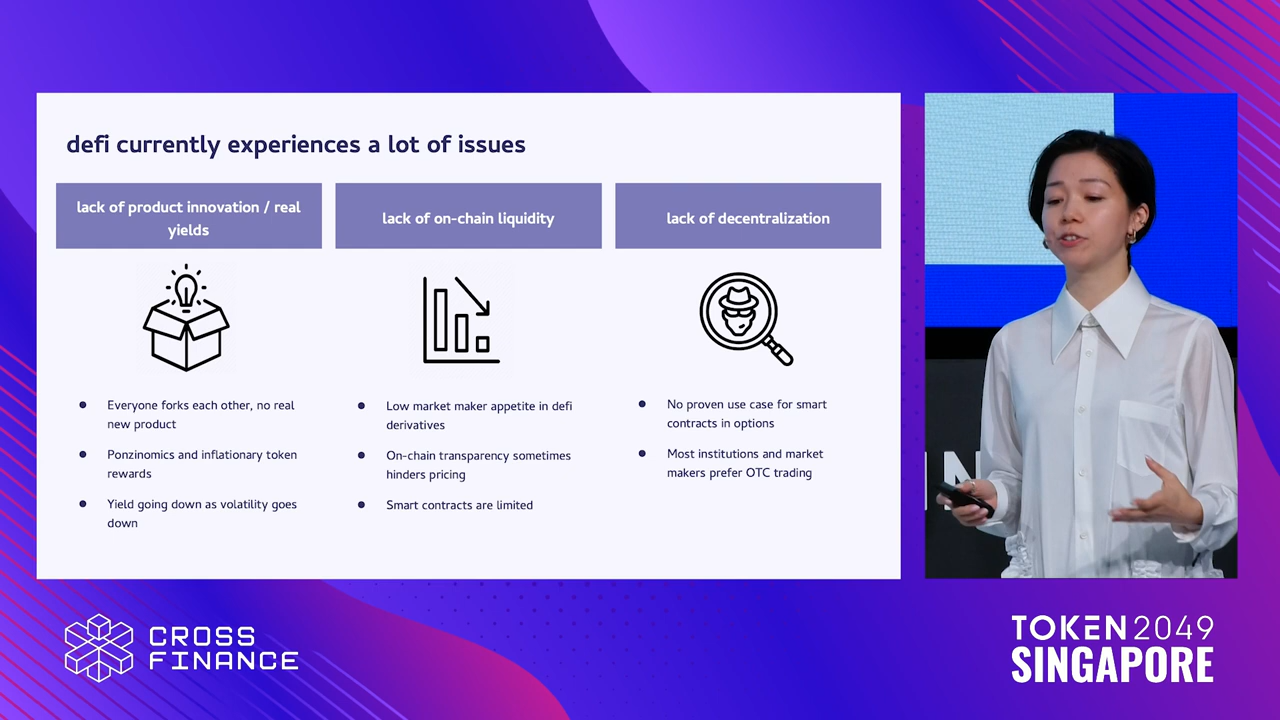 defi currently experiences a lot of issues
lack of product innovation / real
yields
lack of on-chain liquidity
lack of decentralization
Everyone forks each other, no real
new product
Ponzinomics and inflationary token
rewards
Yield going down as volatility goes
down
Low market maker appetite in defi
derivatives
On-chain transparency sometimes
hinders pricing
Smart contracts are limited
No proven use case for smart
contracts in options
Most institutions and market
makers prefer OTC trading
IN
CROSS
FINANCE
TOKEN2049
SINGAPORE